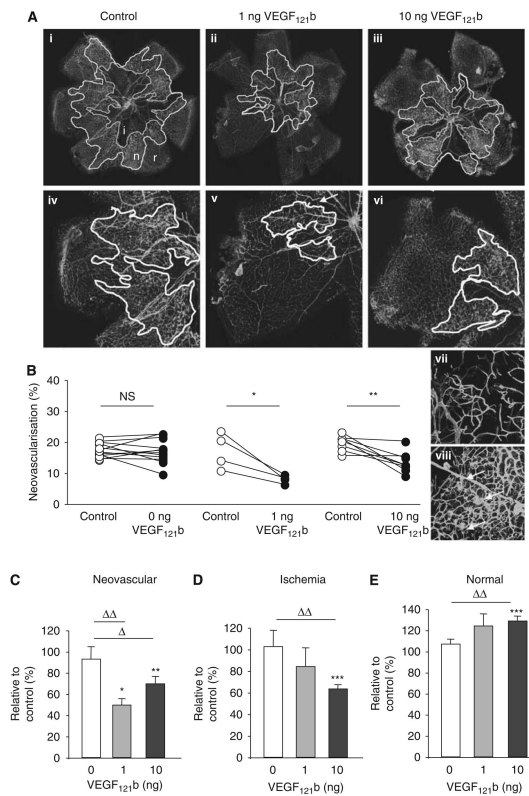 A
Control
1 ng VEGF₁₂₁b
10 ng VEGF₁₂₁b
i
ii
iii
i
n
r
iv
v
vi
vii
viii
B
Neovascularisation (%)
40
30
20
10
0
NS
*
**
Control
0 ng VEGF₁₂₁b
Control
1 ng VEGF₁₂₁b
Control
10 ng VEGF₁₂₁b
C
Neovascular
Relative to control (%)
120
100
80
60
40
20
0
ΔΔ
Δ
*
**
0
1
10
VEGF₁₂₁b (ng)
D
Ischemia
Relative to control (%)
120
100
80
60
40
20
0
ΔΔ
***
0
1
10
VEGF₁₂₁b (ng)
E
Normal
Relative to control (%)
140
120
100
80
60
40
20
0
ΔΔ
***
0
1
10
VEGF₁₂₁b (ng)